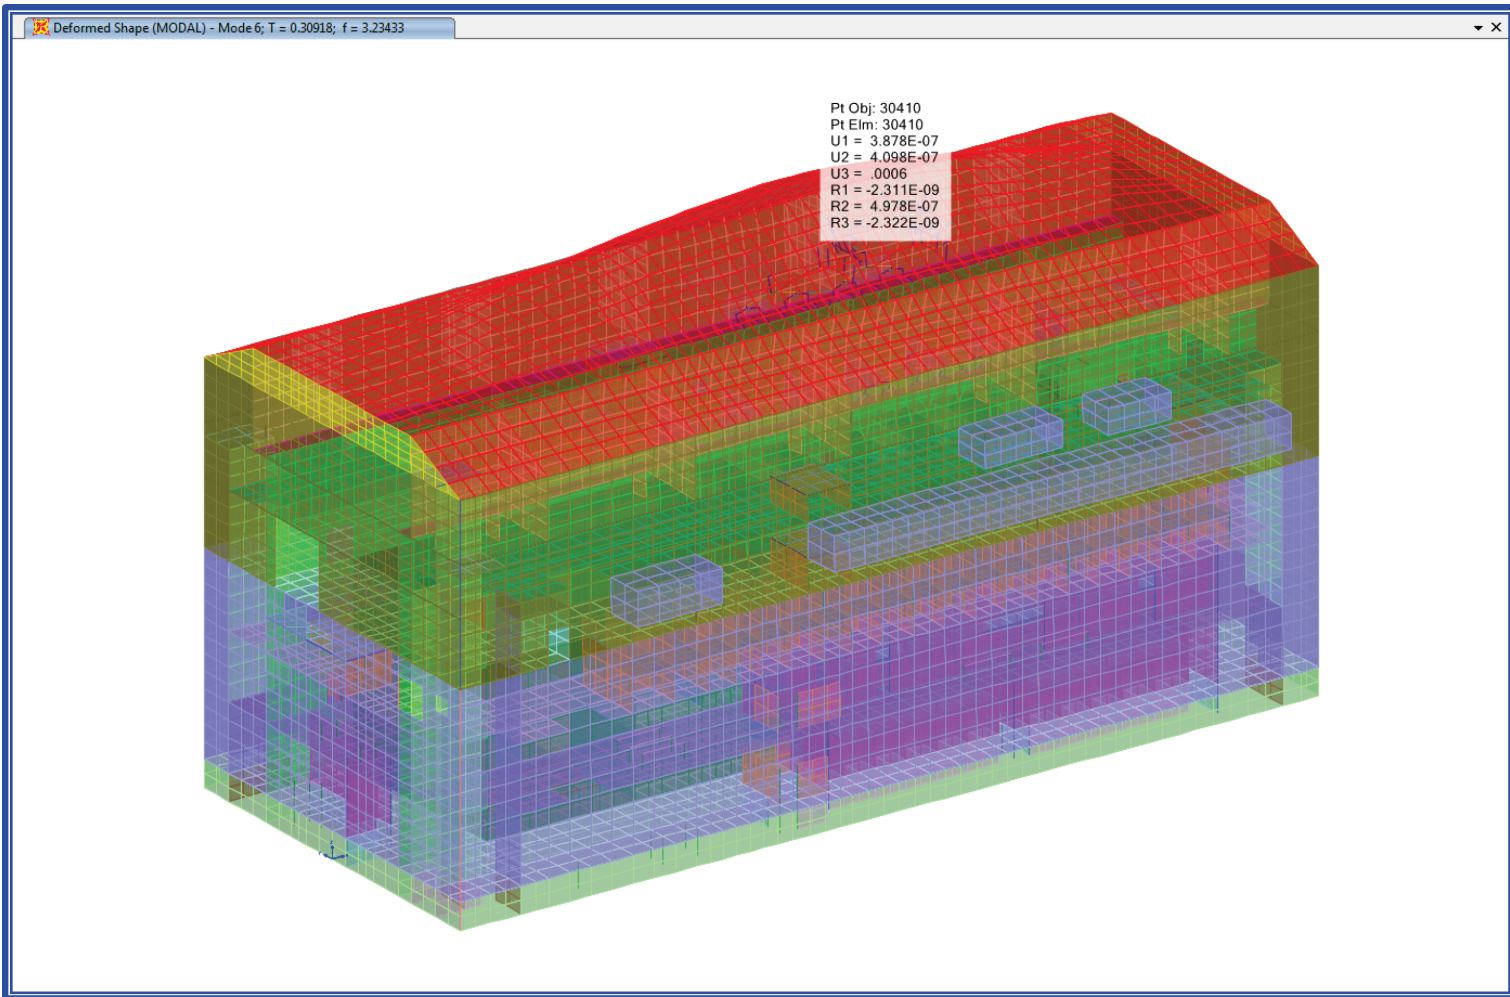 Deformed Shape (MODAL) - Mode 6; T = 0.30918; f = 3.23433
Pt Obj: 30410
Pt Elm: 30410
U1 = 3.878E-07
U2 = 4.098E-07
U3 = .0006
R1 = -2.311E-09
R2 = 4.978E-07
R3 = -2.322E-09